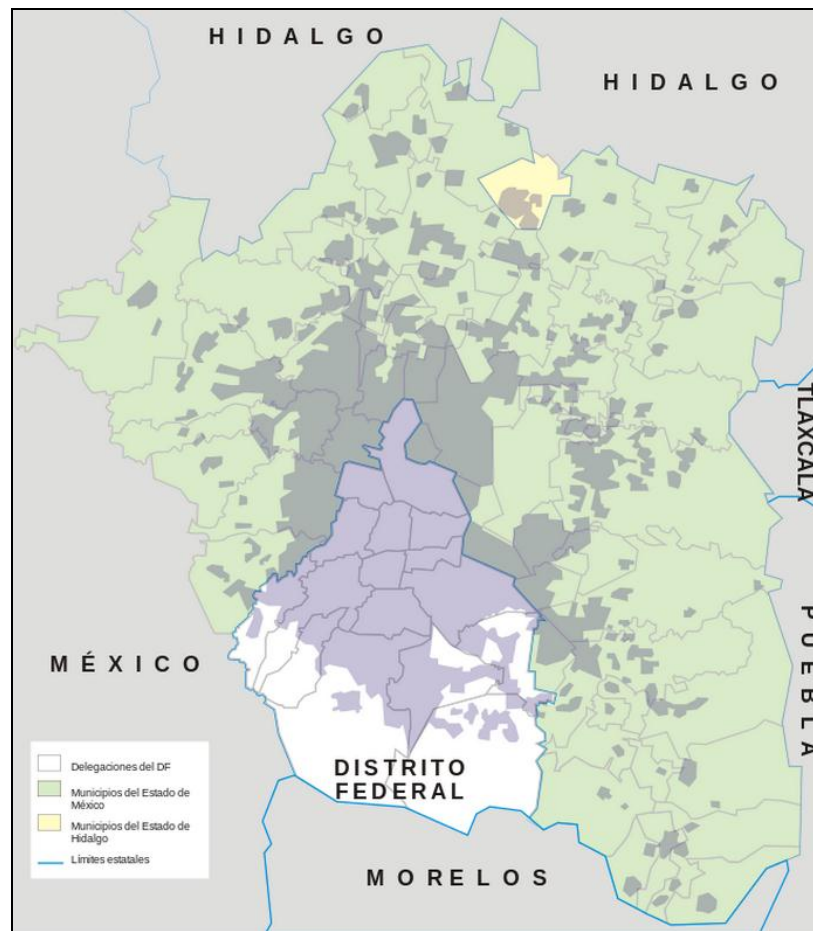 HIDALGO
HIDALGO
TLAXCALA
PUEBLA
MÉXICO
DISTRITO
FEDERAL
MORELOS
Delegaciones del DF
Municipios del Estado de
México
Municipios del Estado de
Hidalgo
Límites estatales